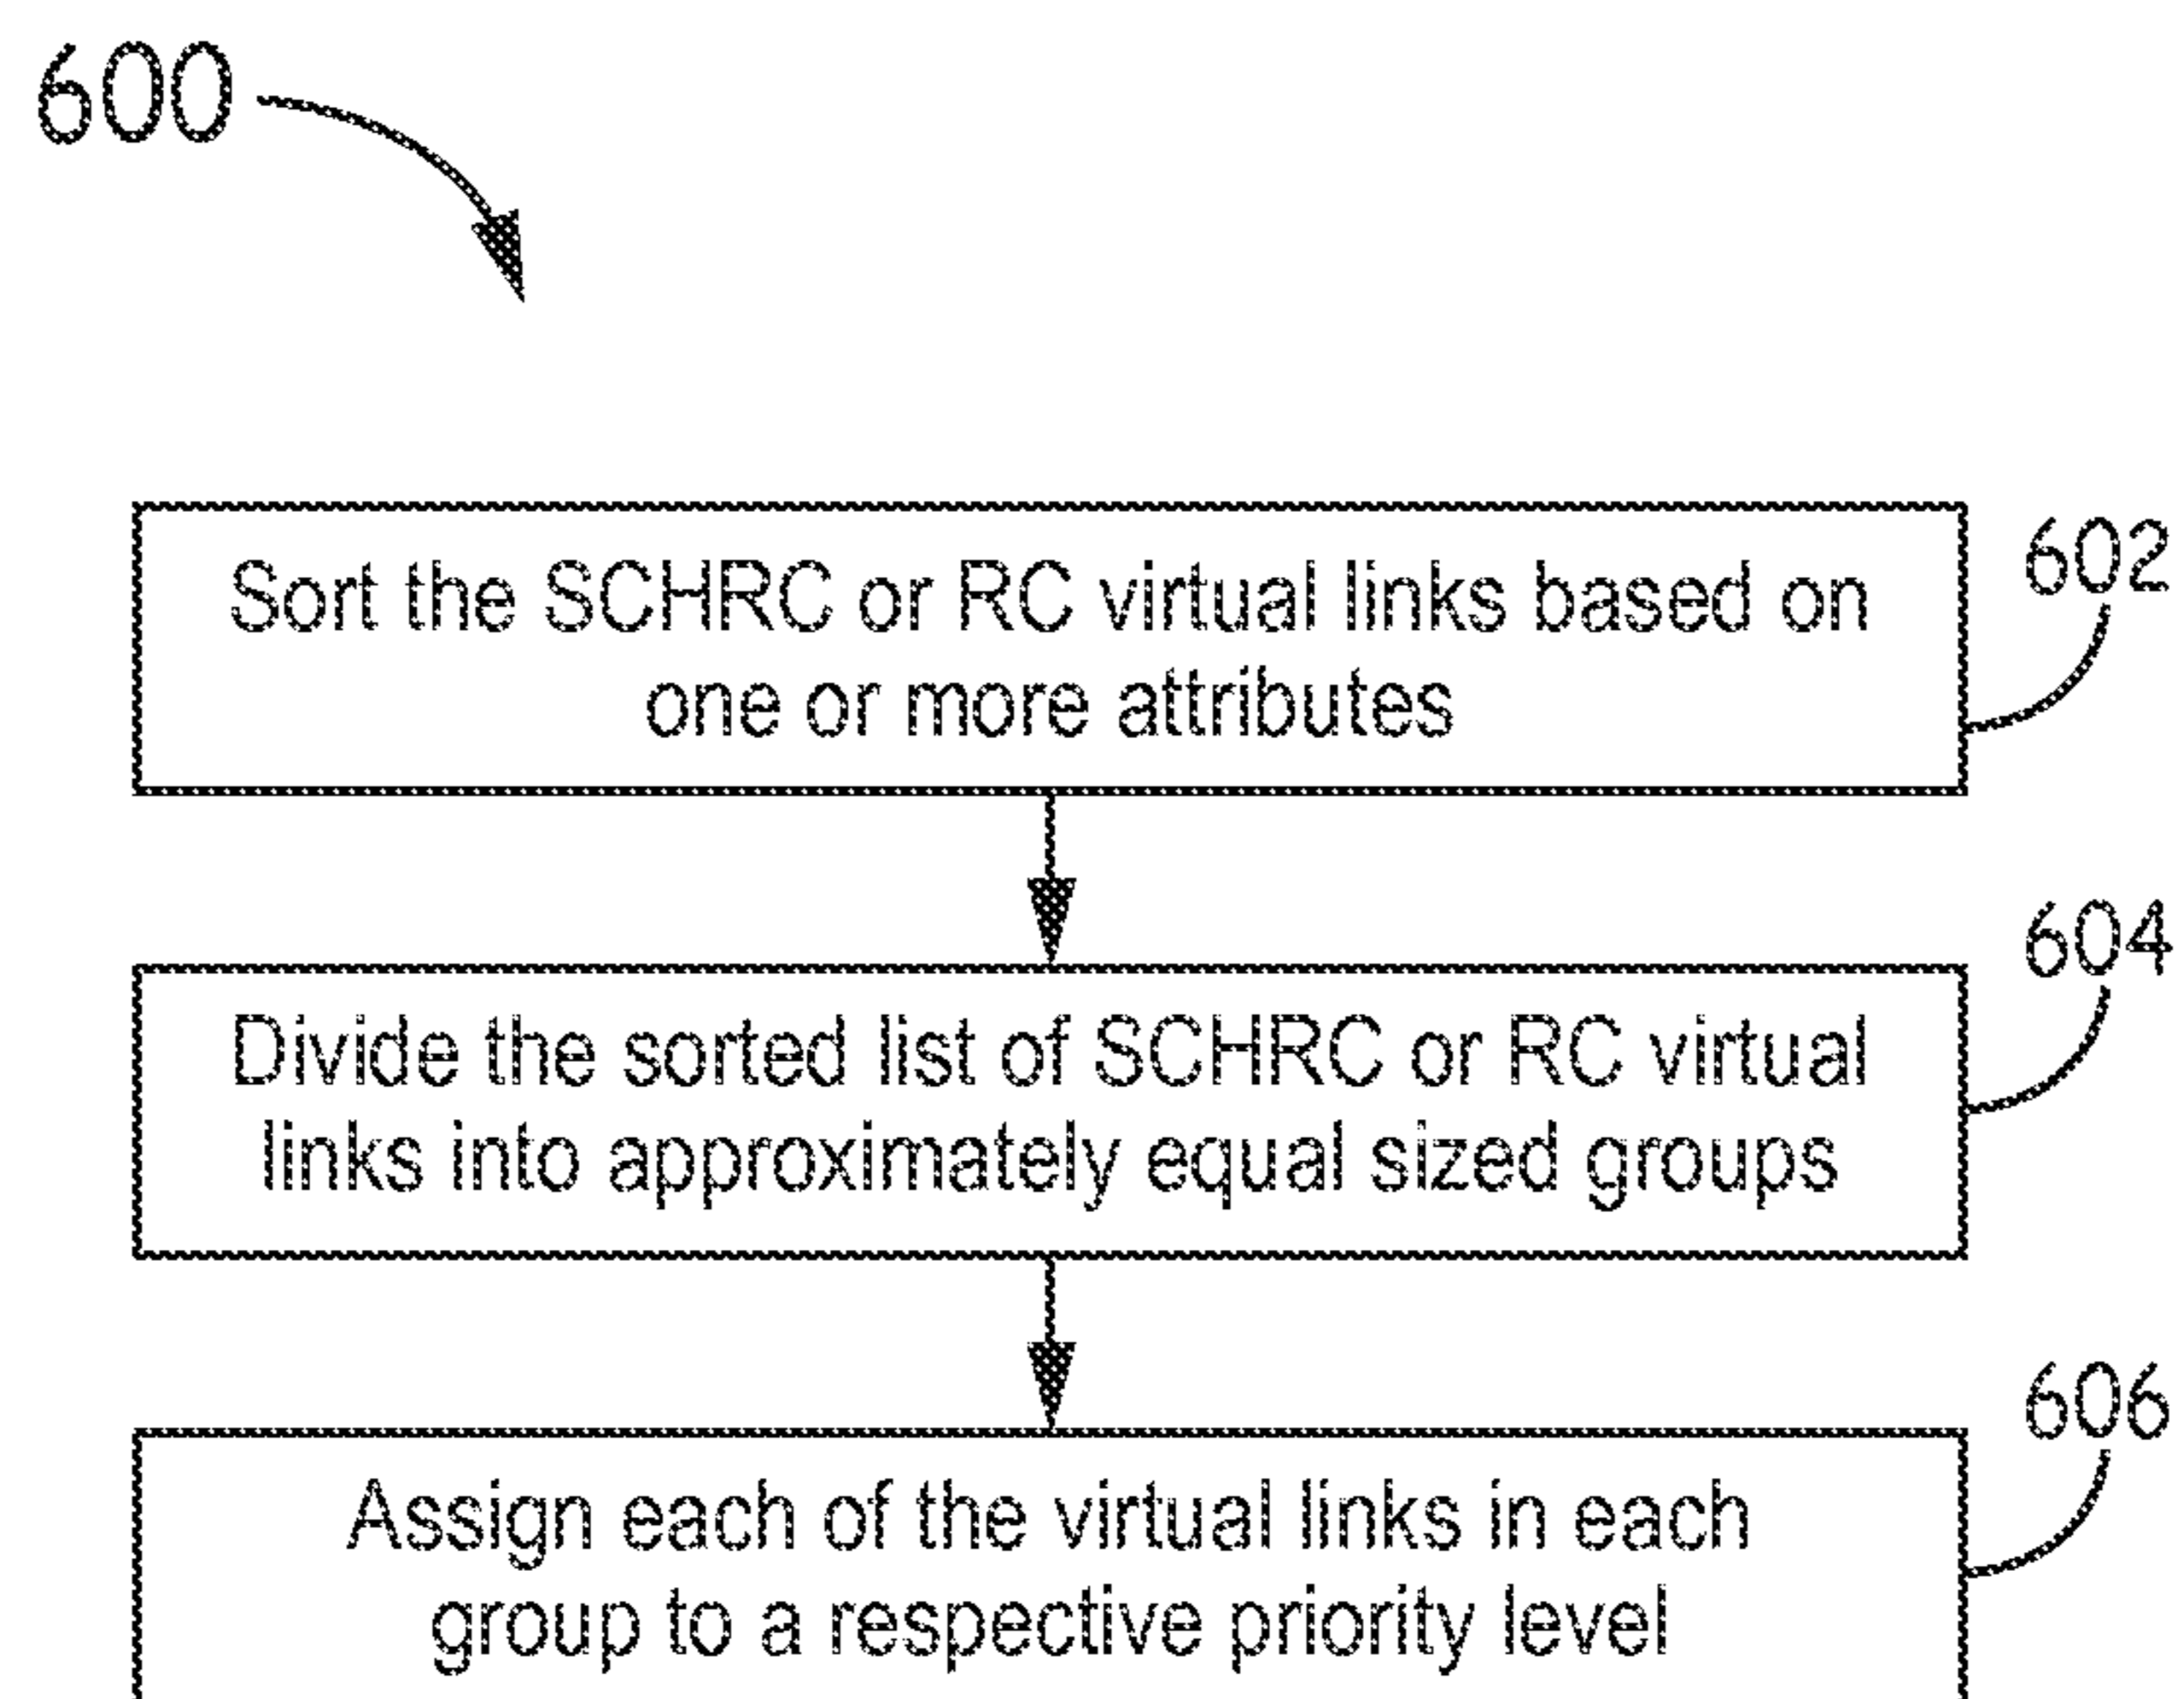 600
Sort the SCHRC or RC virtual links based on
one or more attributes
602
Divide the sorted list of SCHRC or RC virtual
links into approximately equal sized groups
604
Assign each of the virtual links in each
group to a respective priority level
606